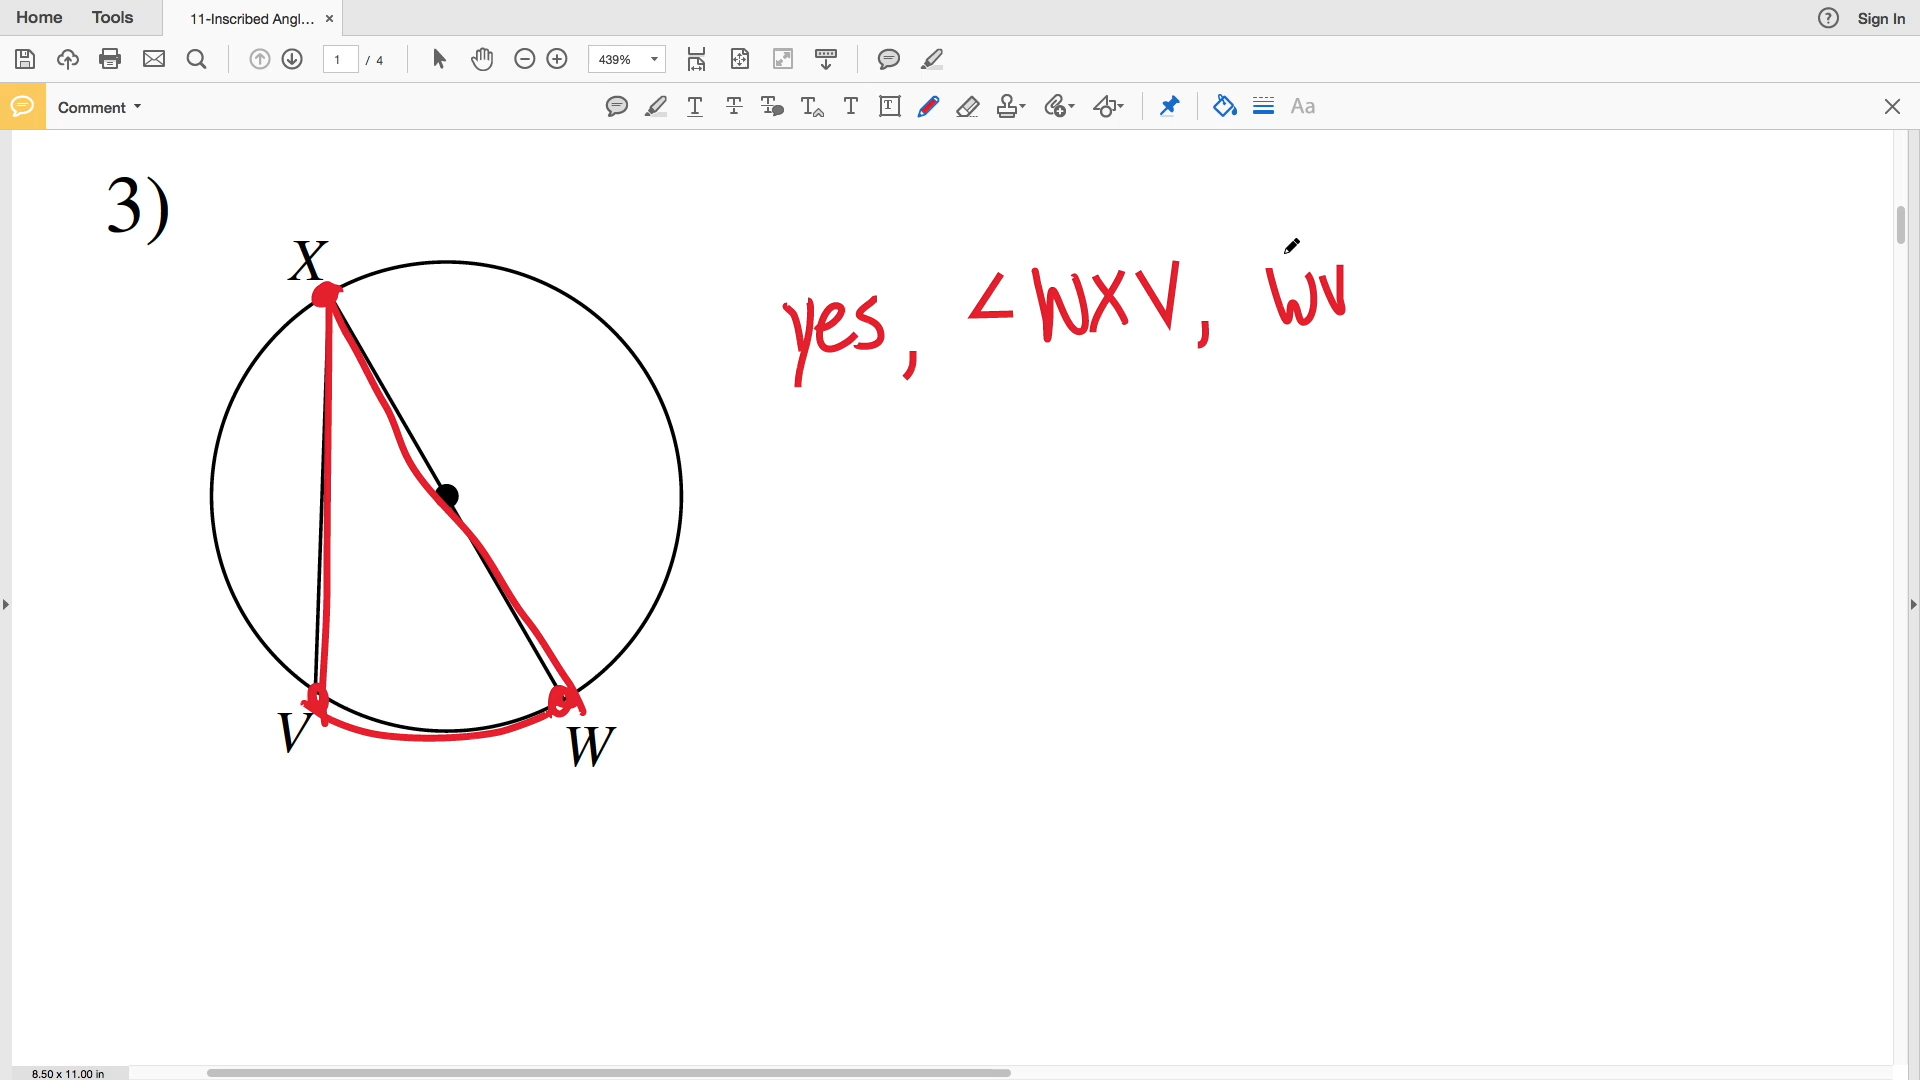 Home Tools 11-Inscribed Angl... × ? Sign In
1 / 4 439%
Comment T T T T T T Aa
3)
X
yes, <WXV, WV
V
W
8.50 x 11.00 in